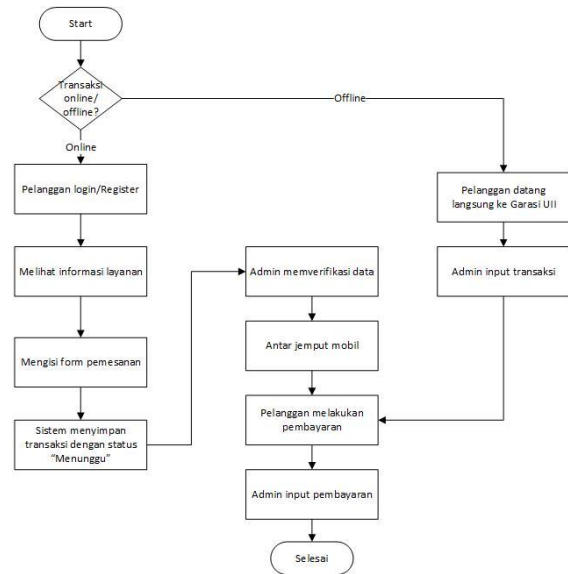 Start
Transaksi
online/
offline?
Offline
Online
Pelanggan login/Register
Pelanggan datang
langsung ke Garasi UII
Melihat informasi layanan
Admin memverifikasi data
Admin input transaksi
Mengisi form pemesanan
Antar jemput mobil
Sistem menyimpan
transaksi dengan status
“Menunggu”
Pelanggan melakukan
pembayaran
Admin input pembayaran
Selesai